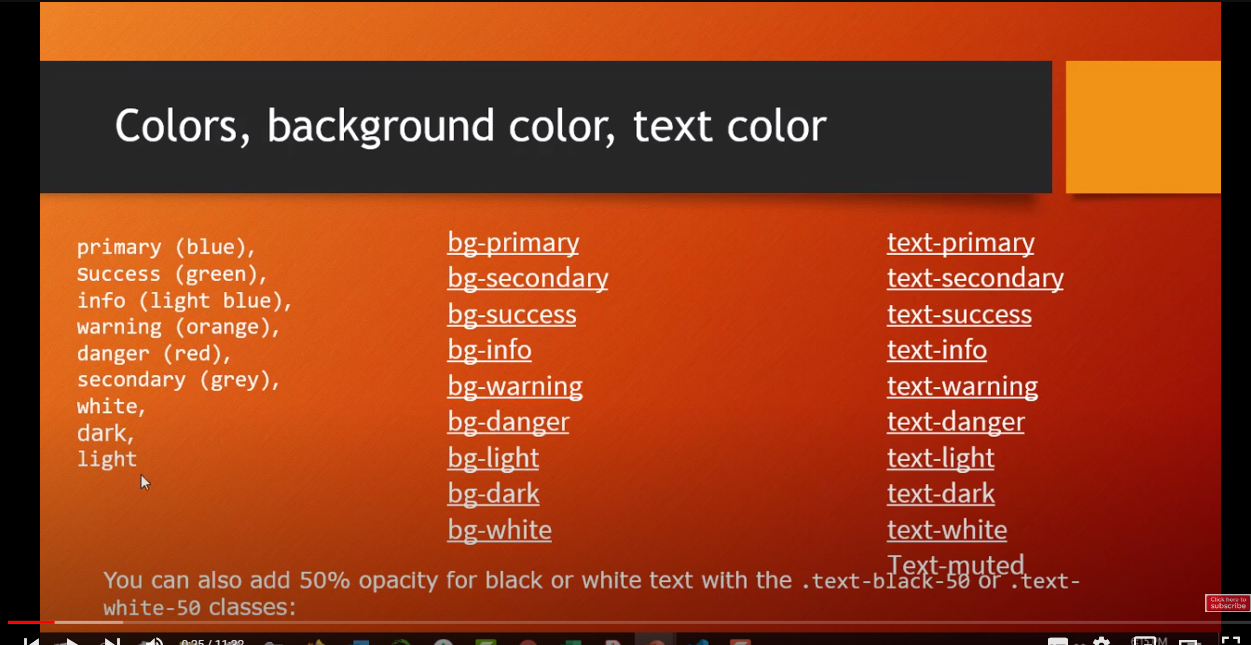 Colors, background color, text color
primary (blue),
Success (green),
info (light blue),
warning (orange),
danger (red),
secondary (grey),
white,
dark,
light
bg-primary
bg-secondary
bg-success
bg-info
bg-warning
bg-danger
bg-light
bg-dark
bg-white
text-primary
text-secondary
text-success
text-info
text-warning
text-danger
text-light
text-dark
text-white
Text-muted
You can also add 50% opacity for black or white text with the .text-black-50 or .text-
white-50 classes:
Click here to
subscribe